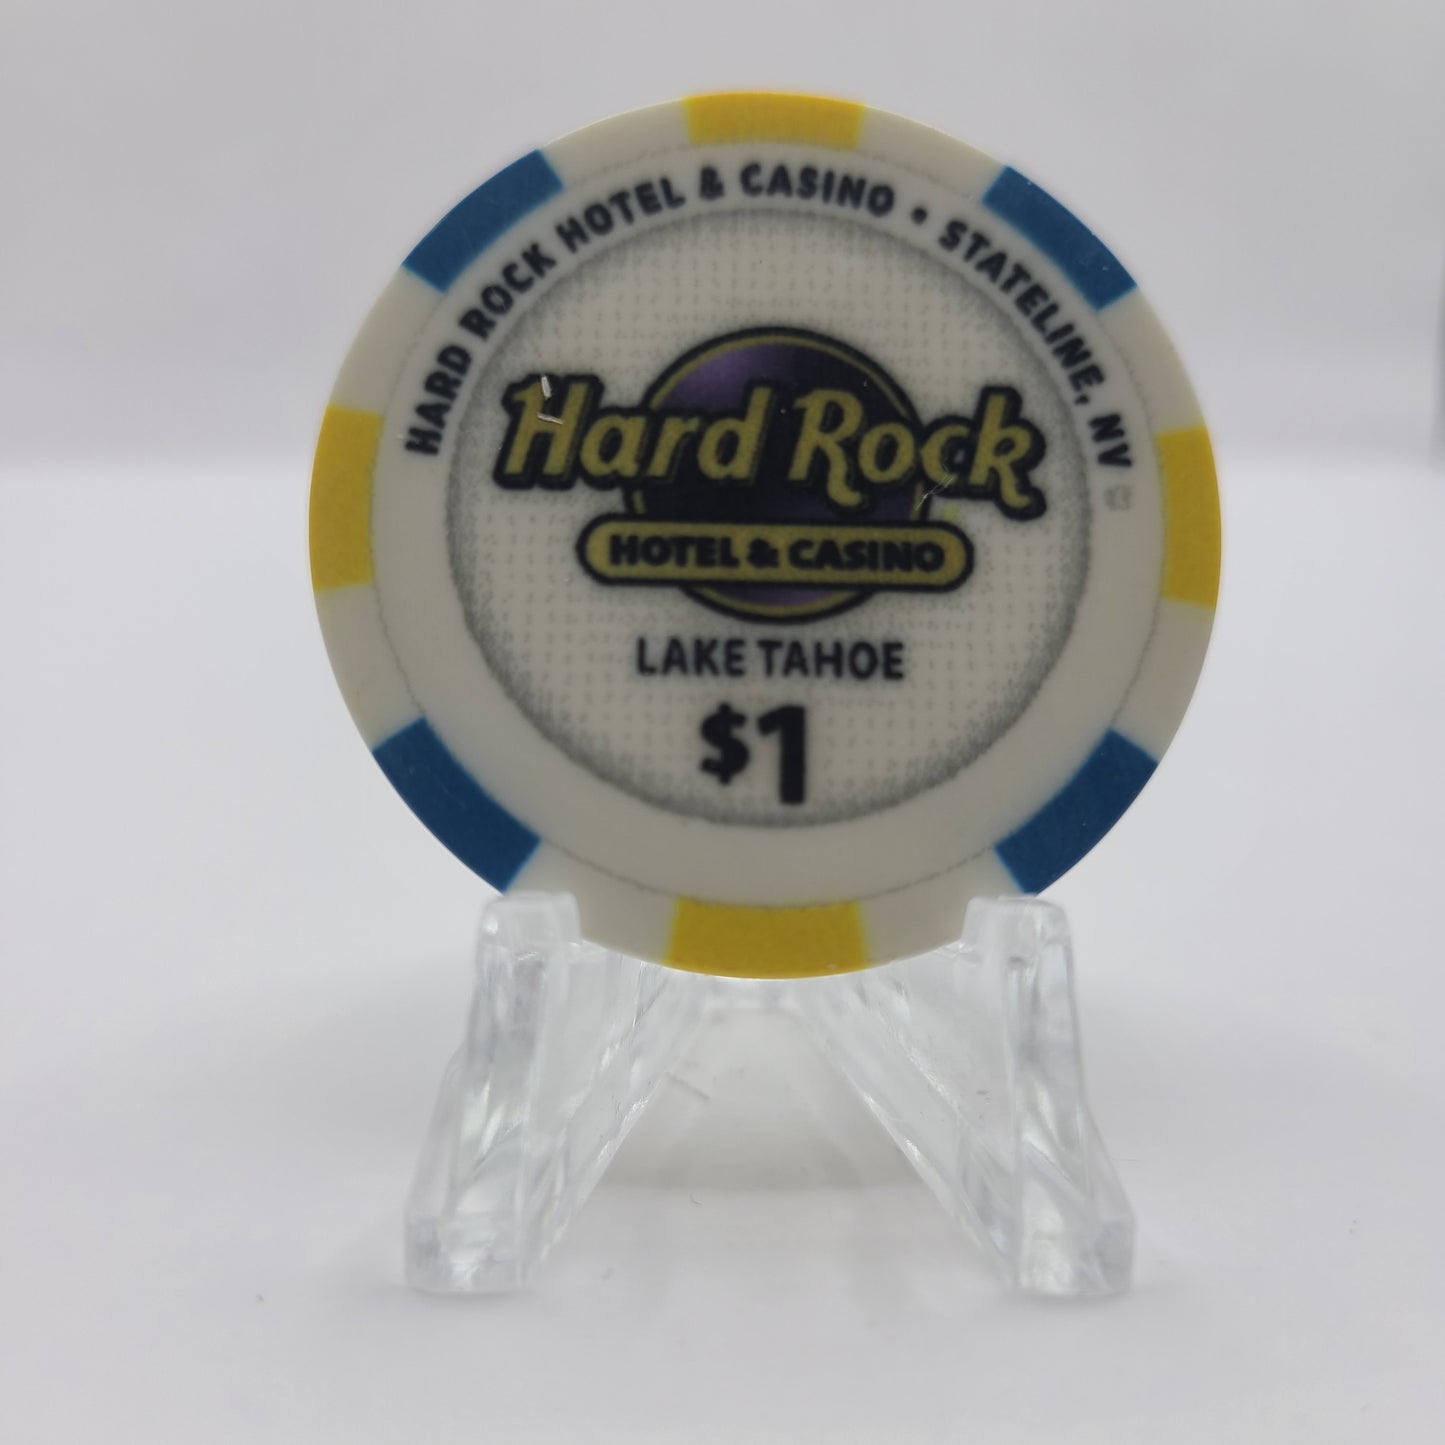 HARD ROCK HOTEL & CASINO • STATELINE, NV
Hard Rock
HOTEL & CASINO
LAKE TAHOE
$1